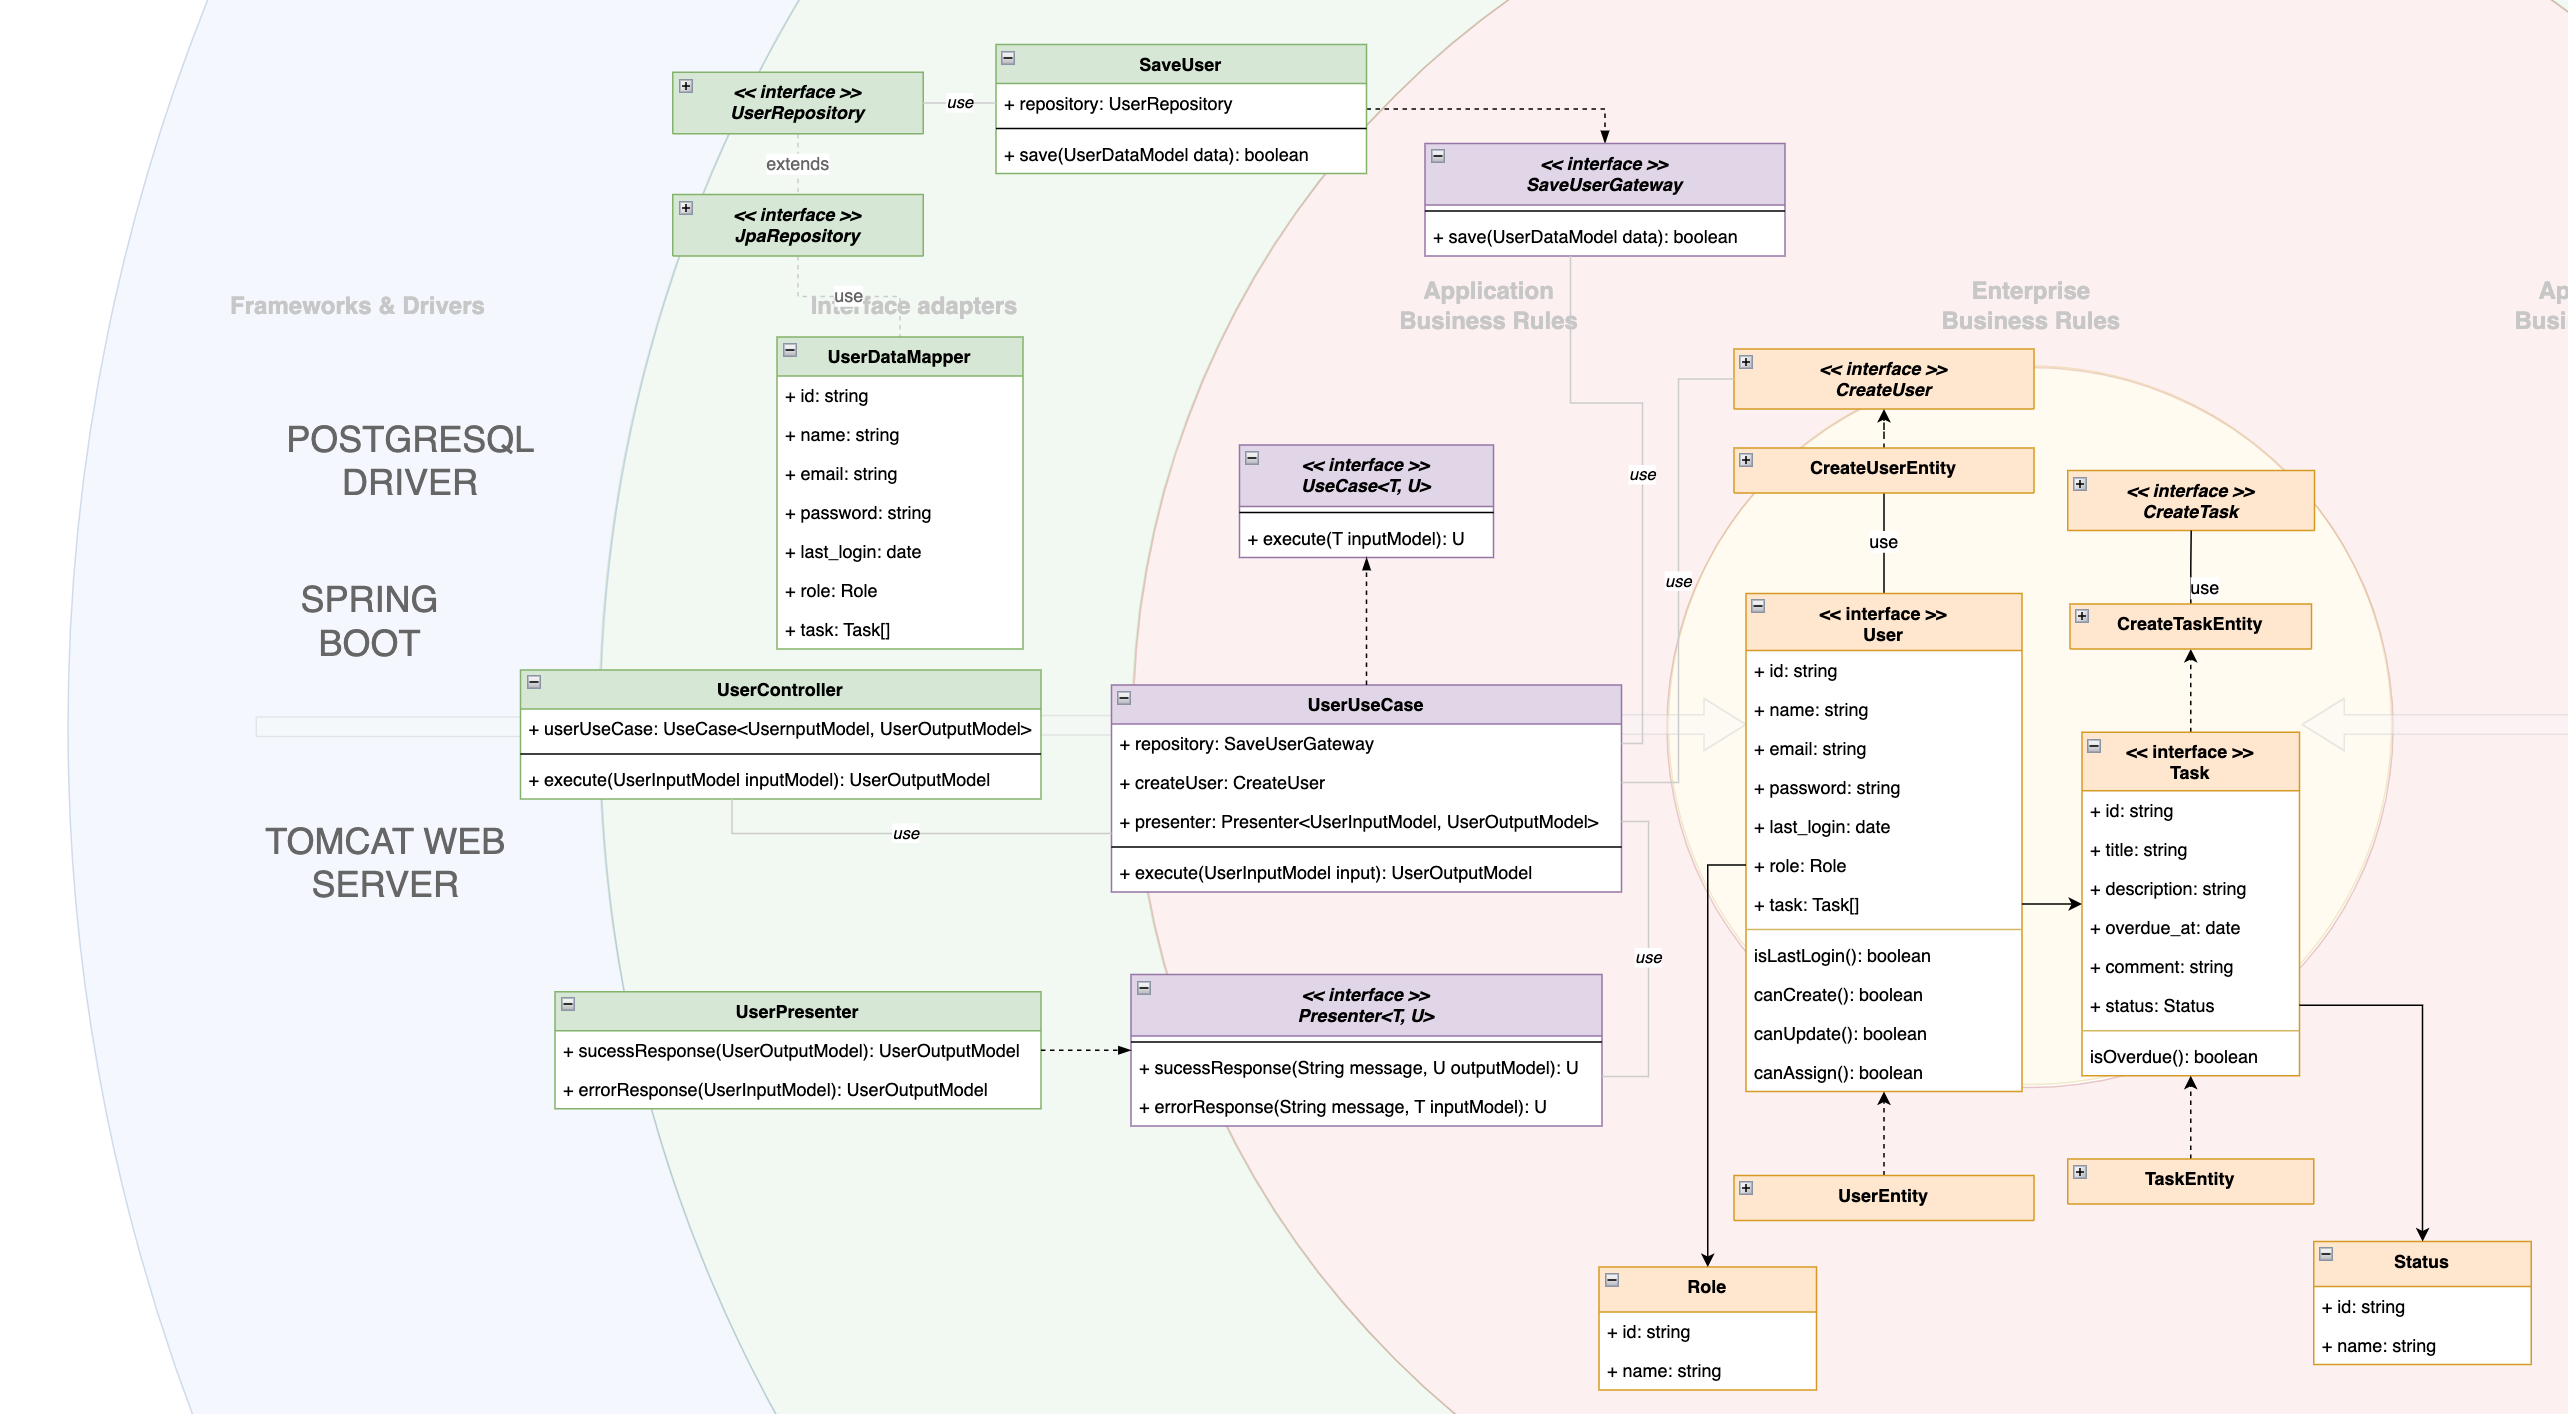 SaveUser
+ repository: UserRepository
+ save(UserDataModel data): boolean
<< interface >>
UserRepository
use
extends
<< interface >>
JpaRepository
use
<< interface >>
SaveUserGateway
+ save(UserDataModel data): boolean
Frameworks & Drivers
Interface adapters
Application
Business Rules
Enterprise
Business Rules
Ap
Busi
POSTGRESQL
DRIVER
SPRING
BOOT
TOMCAT WEB
SERVER
UserDataMapper
+ id: string
+ name: string
+ email: string
+ password: string
+ last_login: date
+ role: Role
+ task: Task[]
UserController
+ userUseCase: UseCase<UsernputModel, UserOutputModel>
+ execute(UserInputModel inputModel): UserOutputModel
use
UserPresenter
+ sucessResponse(UserOutputModel): UserOutputModel
+ errorResponse(UserInputModel): UserOutputModel
<< interface >>
UseCase<T, U>
+ execute(T inputModel): U
UserUseCase
+ repository: SaveUserGateway
+ createUser: CreateUser
+ presenter: Presenter<UserInputModel, UserOutputModel>
+ execute(UserInputModel input): UserOutputModel
use
use
use
<< interface >>
Presenter<T, U>
+ sucessResponse(String message, U outputModel): U
+ errorResponse(String message, T inputModel): U
<< interface >>
CreateUser
CreateUserEntity
use
<< interface >>
User
+ id: string
+ name: string
+ email: string
+ password: string
+ last_login: date
+ role: Role
+ task: Task[]
isLastLogin(): boolean
canCreate(): boolean
canUpdate(): boolean
canAssign(): boolean
UserEntity
<< interface >>
CreateTask
use
CreateTaskEntity
<< interface >>
Task
+ id: string
+ title: string
+ description: string
+ overdue_at: date
+ comment: string
+ status: Status
isOverdue(): boolean
TaskEntity
Role
+ id: string
+ name: string
Status
+ id: string
+ name: string